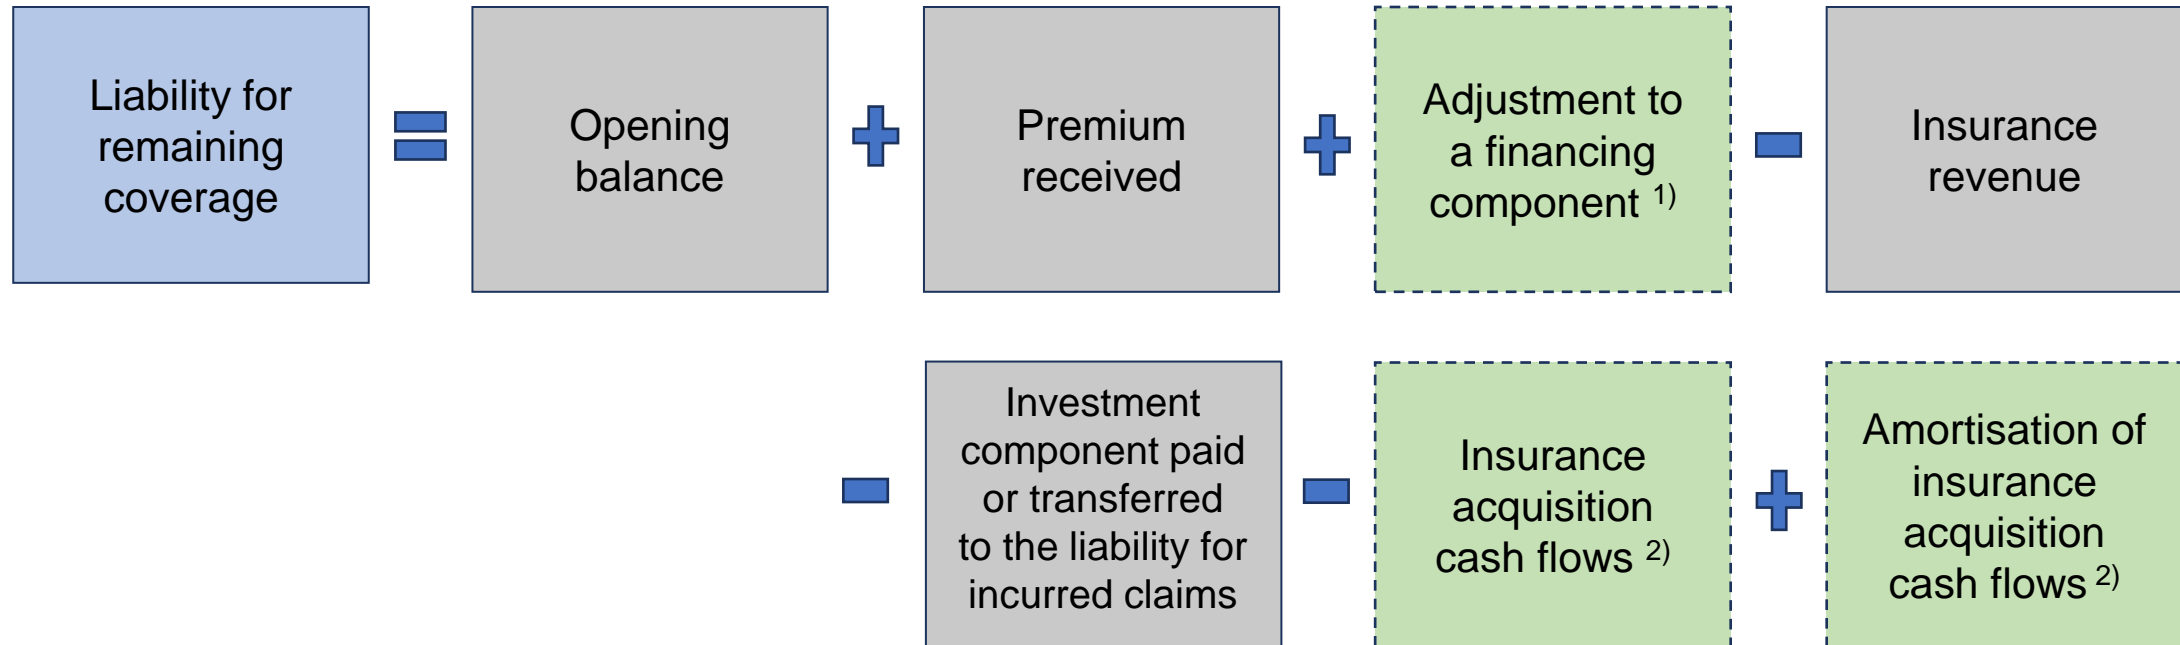 Liability for
remaining
coverage
=
Opening
balance
+
Premium
received
+
Adjustment to
a financing
component 1)
-
Insurance
revenue
-
Investment
component paid
or transferred
to the liability for
incurred claims
-
Insurance
acquisition
cash flows 2)
+
Amortisation of
insurance
acquisition
cash flows 2)